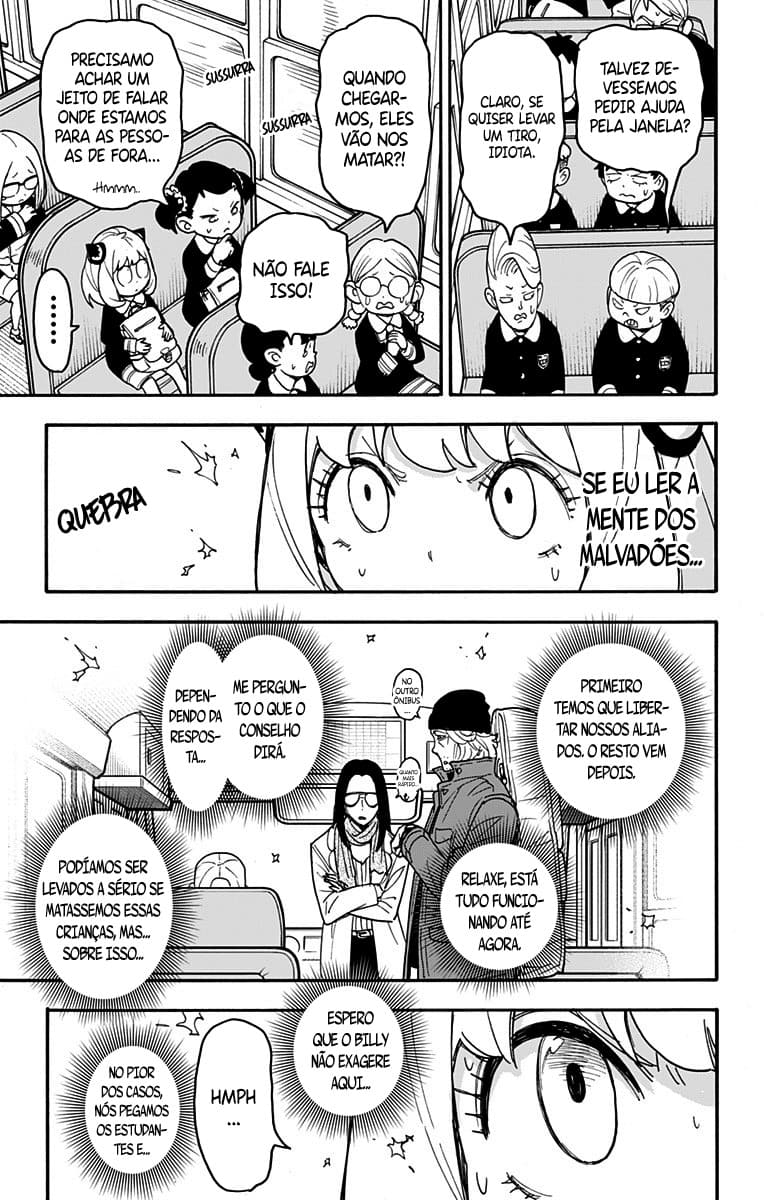 TALVEZ DE-
VESSEMOS
PEDIR AJUDA
PELA JANELA?
CLARO, SE
QUISER LEVAR
UM TIRO,
IDIOTA.
QUANDO
CHEGAR-
MOS, ELES
VÃO NOS
MATAR?!
SUSSURRA
SUSSURRA
NÃO FALE
ISSO!
PRECISAMO
ACHAR UM
JEITO DE FALAR
ONDE ESTAMOS
PARA AS PESSO-
AS DE FORA...
HMMM..
SE EU LER A
MENTE DOS
MALVADÕES...
QUEBRA
PRIMEIRO
TEMOS QUE LIBER-
TAR NOSSOS ALIA-
DOS. O RESTO VEM
DEPOIS.
NO
OUTRO
ÔNIBUS
...
ME PERGUN-
TO O QUE O
CONSELHO
DIRÁ.
DEPEN-
DENDO DA
RESPOS-
TA...
QUANTO
MAIS
RÁPIDO...
RELAXE, ESTÁ
TUDO FUNCIO-
NANDO ATÉ
AGORA.
PODÍAMOS SER
LEVADOS A SÉRIO SE
MATASSEMOS ESSAS
CRIANÇAS, MAS...
SOBRE ISSO...
ESPERO
QUE O BILLY
NÃO EXAGERE
AQUI...
HMPH
...
NO PIOR
DOS CASOS,
NÓS PEGAMOS
OS ESTUDAN-
TES E...